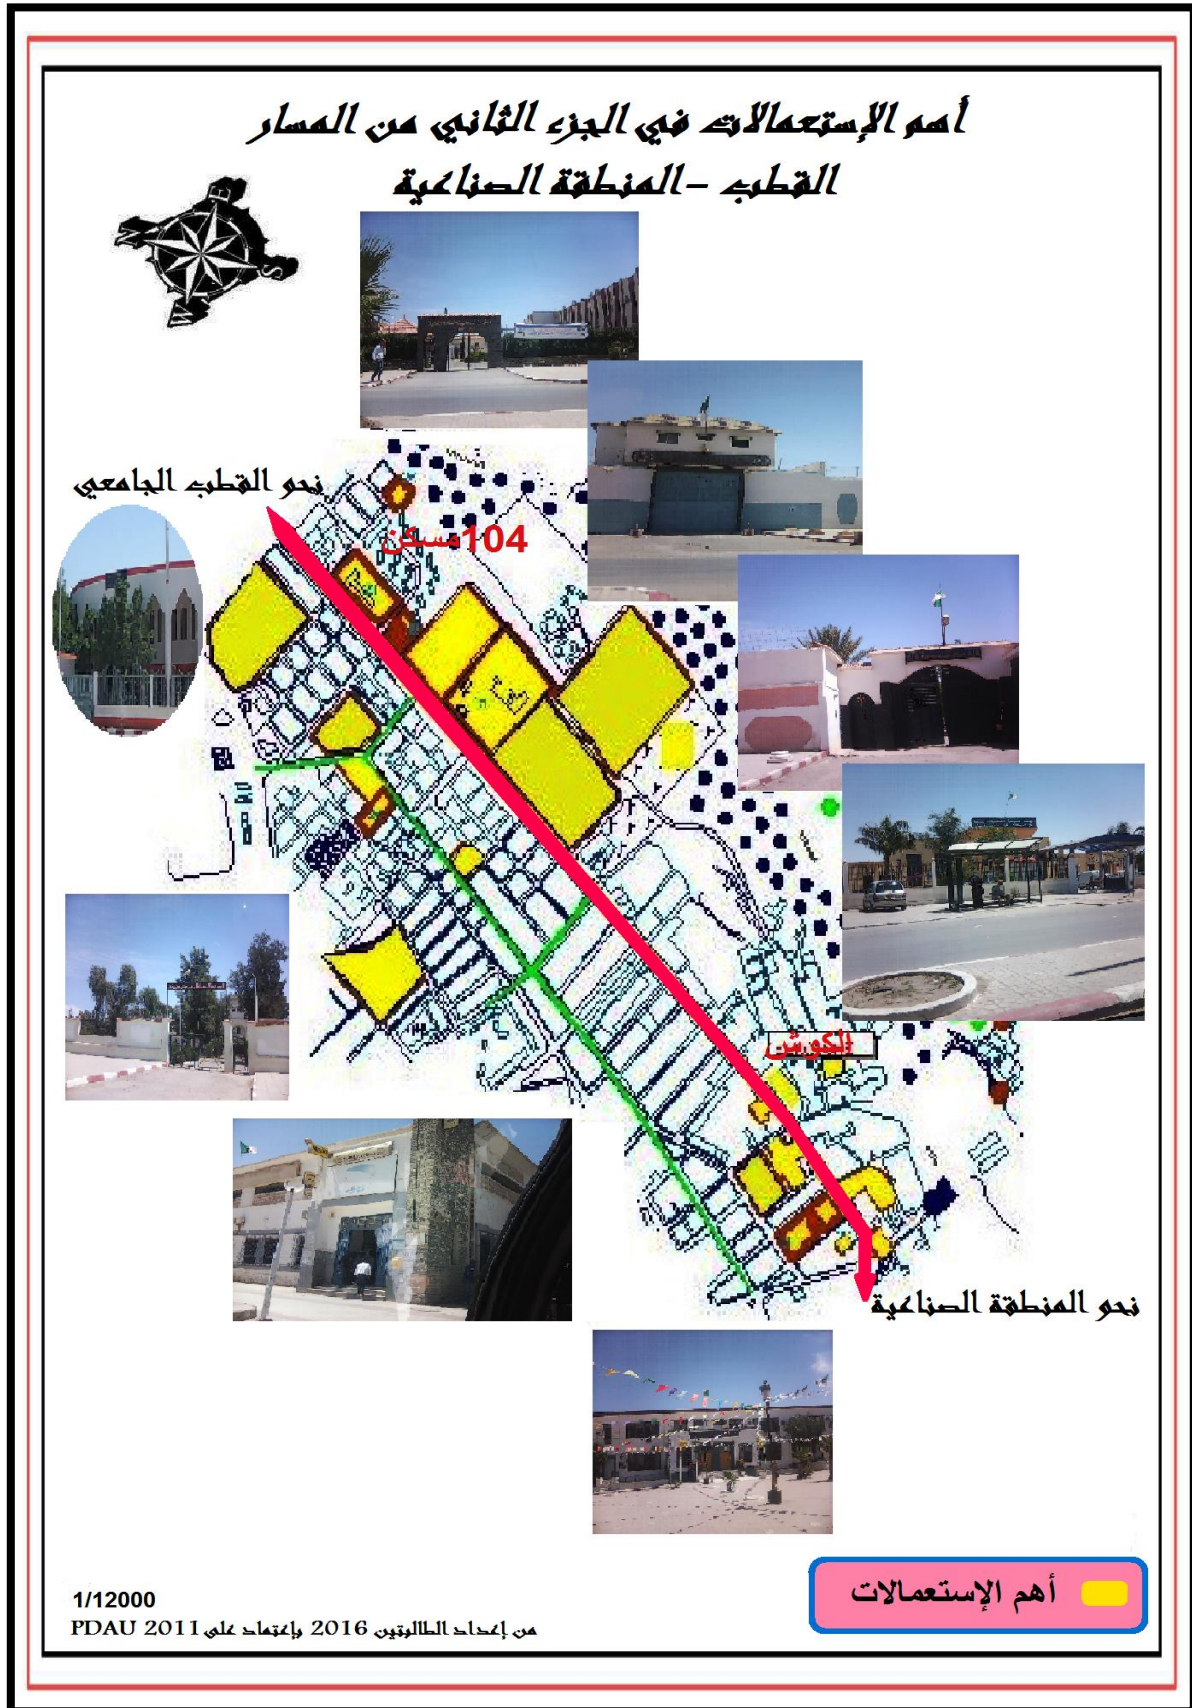 أهم الإستعمالات في الجزء الثاني من المسار
القطب -المنطقة الصناعية
N
E
S
W
نحو القطب الجامعي
104مسكن
الكوش
نحو المنطقة الصناعية
أهم الإستعمالات
1/12000
من إعداد الطالبتين 2016 بإعتماد على PDAU 2011